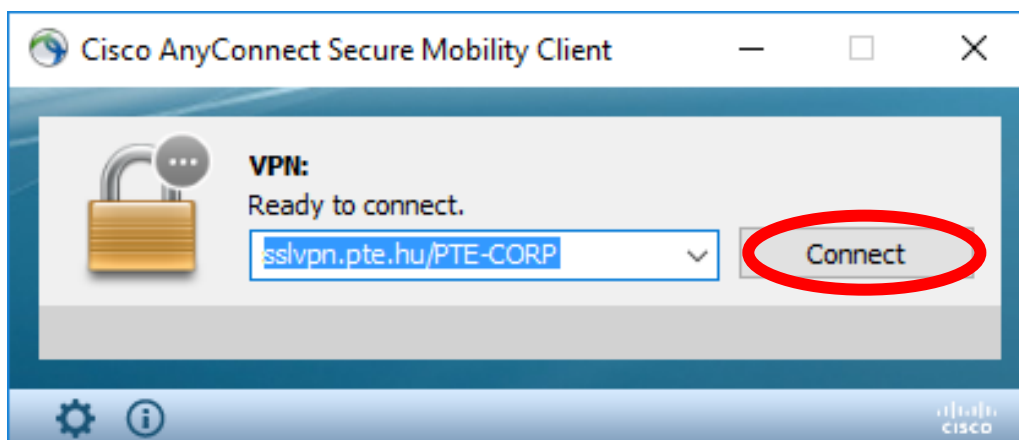 Cisco AnyConnect Secure Mobility Client
VPN:
Ready to connect.
sslvpn.pte.hu/PTE-CORP
Connect
CISCO